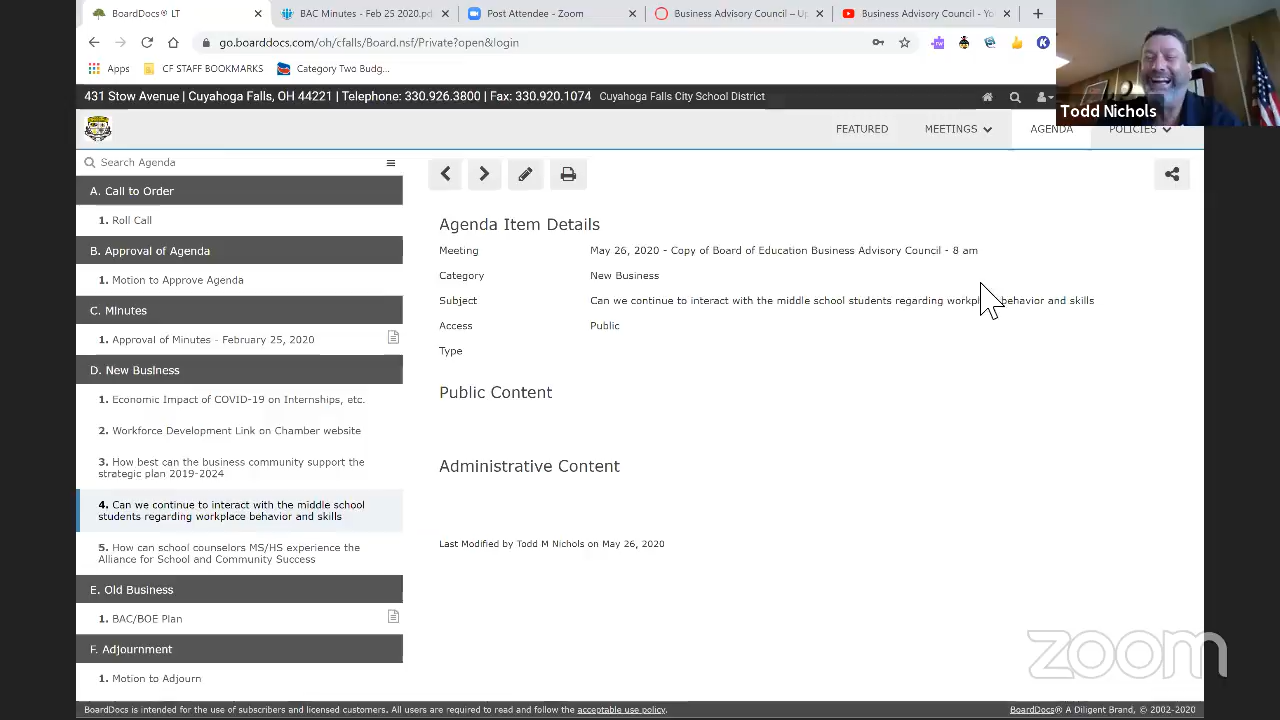 BoardDocs® LT
BAC Minutes - Feb 25 2020.pd
Post Attendee - Zoom
Business Advisory Council – Up
Business Advisory Council - Yo
go.boarddocs.com/oh/cfalls/Board.nsf/Private?open&login
Apps
CF STAFF BOOKMARKS
Category Two Budg...
Todd Nichols
431 Stow Avenue | Cuyahoga Falls, OH 44221 | Telephone: 330.926.3800 | Fax: 330.920.1074 Cuyahoga Falls City School District
FEATURED MEETINGS AGENDA POLICIES
Search Agenda
A. Call to Order
1. Roll Call
B. Approval of Agenda
1. Motion to Approve Agenda
C. Minutes
1. Approval of Minutes - February 25, 2020
D. New Business
1. Economic Impact of COVID-19 on Internships, etc.
2. Workforce Development Link on Chamber website
3. How best can the business community support the
strategic plan 2019-2024
4. Can we continue to interact with the middle school
students regarding workplace behavior and skills
5. How can school counselors MS/HS experience the
Alliance for School and Community Success
E. Old Business
1. BAC/BOE Plan
F. Adjournment
1. Motion to Adjourn
Agenda Item Details
Meeting May 26, 2020 - Copy of Board of Education Business Advisory Council - 8 am
Category New Business
Subject Can we continue to interact with the middle school students regarding workpl behavior and skills
Access Public
Type
Public Content
Administrative Content
Last Modified by Todd M Nichols on May 26, 2020
zoom
BoardDocs is intended for the use of subscribers and licensed customers. All users are required to read and follow the acceptable use policy.
BoardDocs® A Diligent Brand, © 2002-2020